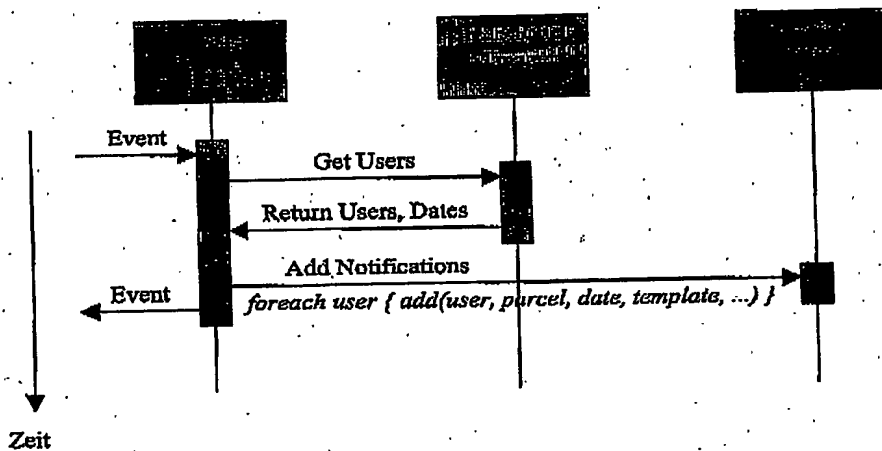 Event
Get Users
Return Users, Dates
Add Notifications
Event
foreach user { add(user, parcel, date, template, ...) }
Zeit